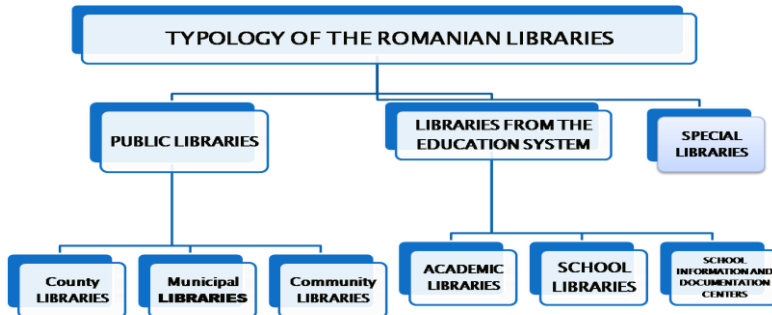 TYPOLOGY OF THE ROMANIAN LIBRARIES
PUBLIC LIBRARIES
LIBRARIES FROM THE
EDUCATION SYSTEM
SPECIAL
LIBRARIES
County
LIBRARIES
Municipal
LIBRARIES
Community
LIBRARIES
ACADEMIC
LIBRARIES
SCHOOL
LIBRARIES
SCHOOL
INFORMATION AND
DOCUMENTATION
CENTERS